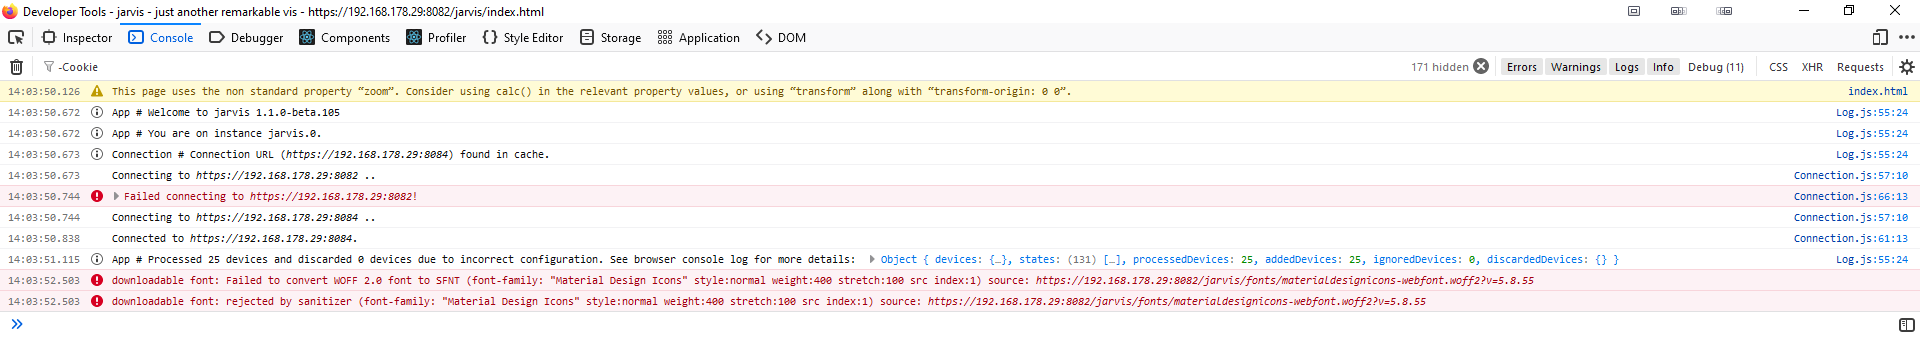 Developer Tools - jarvis - just another remarkable vis - https://192.168.178.29:8082/jarvis/index.html
Inspector Console Debugger Components Profiler Style Editor Storage Application DOM
-Cookie 171 hidden Errors Warnings Logs Info Debug (11) CSS XHR Requests
14:03:50.126 This page uses the non standard property “zoom”. Consider using calc() in the relevant property values, or using “transform” along with “transform-origin: 0 0”. index.html
14:03:50.672 App # Welcome to jarvis 1.1.0-beta.105 Log.js:55:24
14:03:50.672 App # You are on instance jarvis.0. Log.js:55:24
14:03:50.673 Connection # Connection URL (https://192.168.178.29:8084) found in cache. Log.js:55:24
14:03:50.673 Connecting to https://192.168.178.29:8082 .. Connection.js:57:10
14:03:50.744 Failed connecting to https://192.168.178.29:8082! Connection.js:66:13
14:03:50.744 Connecting to https://192.168.178.29:8084 .. Connection.js:57:10
14:03:50.838 Connected to https://192.168.178.29:8084. Connection.js:61:13
14:03:51.115 App # Processed 25 devices and discarded 0 devices due to incorrect configuration. See browser console log for more details: Object { devices: {…}, states: (131) […], processedDevices: 25, addedDevices: 25, ignoredDevices: 0, discardedDevices: {} } Log.js:55:24
14:03:52.503 downloadable font: Failed to convert WOFF 2.0 font to SFNT (font-family: "Material Design Icons" style:normal weight:400 stretch:100 src index:1) source: https://192.168.178.29:8082/jarvis/fonts/materialdesignicons-webfont.woff2?v=5.8.55
14:03:52.503 downloadable font: rejected by sanitizer (font-family: "Material Design Icons" style:normal weight:400 stretch:100 src index:1) source: https://192.168.178.29:8082/jarvis/fonts/materialdesignicons-webfont.woff2?v=5.8.55